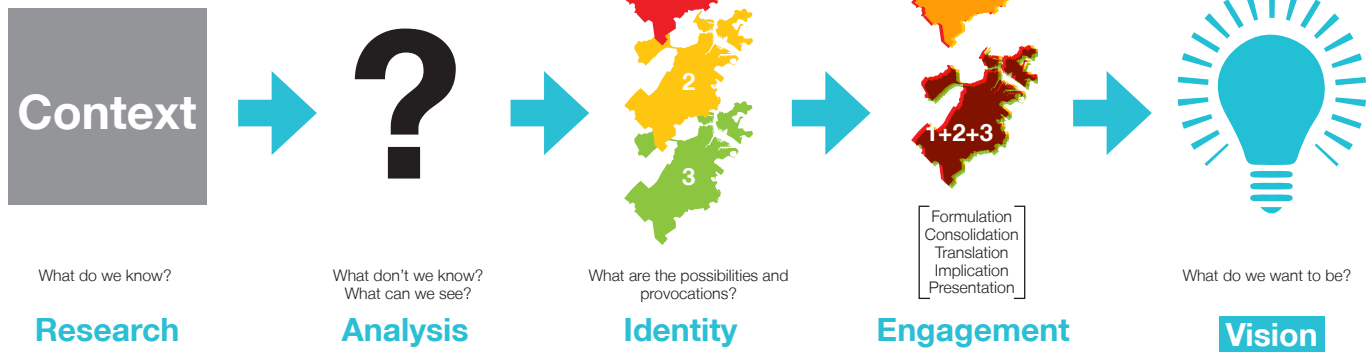 Context
?
2
3
1+2+3
Formulation
Consolidation
Translation
Implication
Presentation
What do we know?
What don’t we know?
What can we see?
What are the possibilities and
provocations?
What do we want to be?
Research
Analysis
Identity
Engagement
Vision